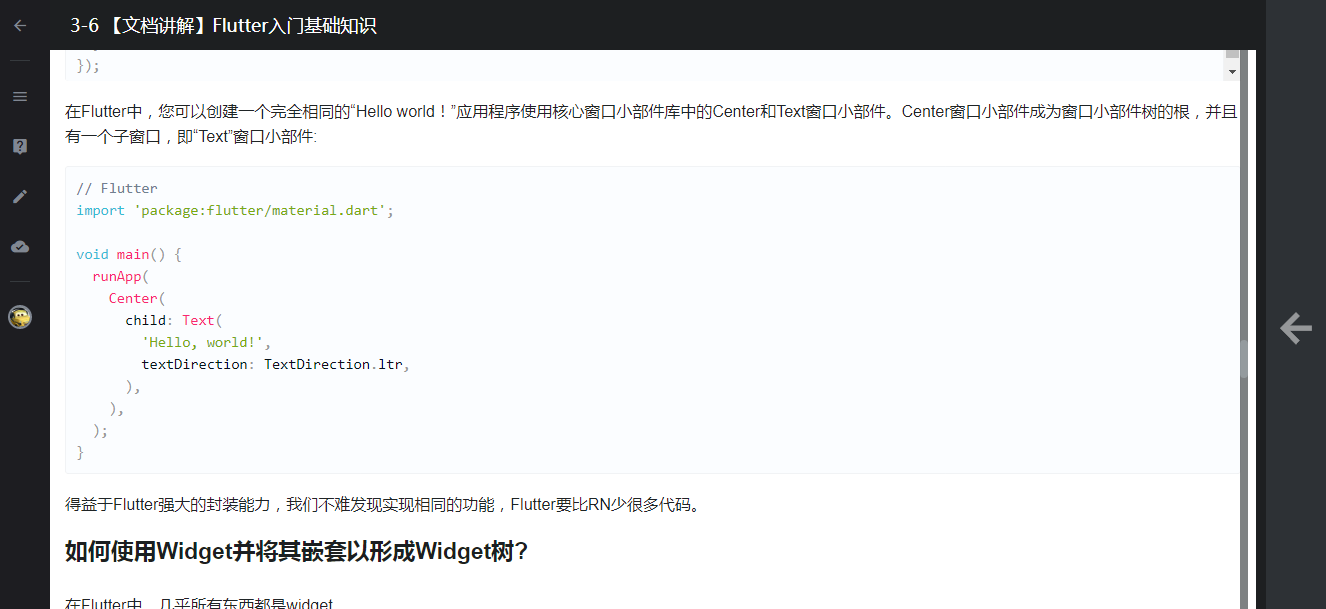 3-6 【文档讲解】Flutter入门基础知识
});
在Flutter中，您可以创建一个完全相同的“Hello world！”应用程序使用核心窗口小部件库中的Center和Text窗口小部件。Center窗口小部件成为窗口小部件树的根，并且
有一个子窗口，即“Text”窗口小部件:
// Flutter
import 'package:flutter/material.dart';
void main() {
runApp(
Center(
child: Text(
'Hello, world!',
textDirection: TextDirection.ltr,
),
),
);
}
得益于Flutter强大的封装能力，我们不难发现实现相同的功能，Flutter要比RN少很多代码。
如何使用Widget并将其嵌套以形成Widget树?
在Flutter中，几乎所有东西都是widget